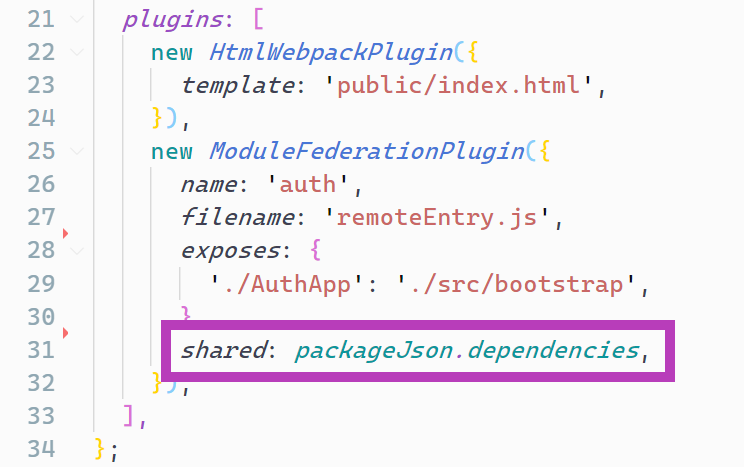 21 plugins: [
22 new HtmlWebpackPlugin({
23 template: 'public/index.html',
24 }),
25 new ModuleFederationPlugin({
26 name: 'auth',
27 filename: 'remoteEntry.js',
28 exposes: {
29 './AuthApp': './src/bootstrap',
30 }
31 shared: packageJson.dependencies,
32 }),
33 ],
34 };